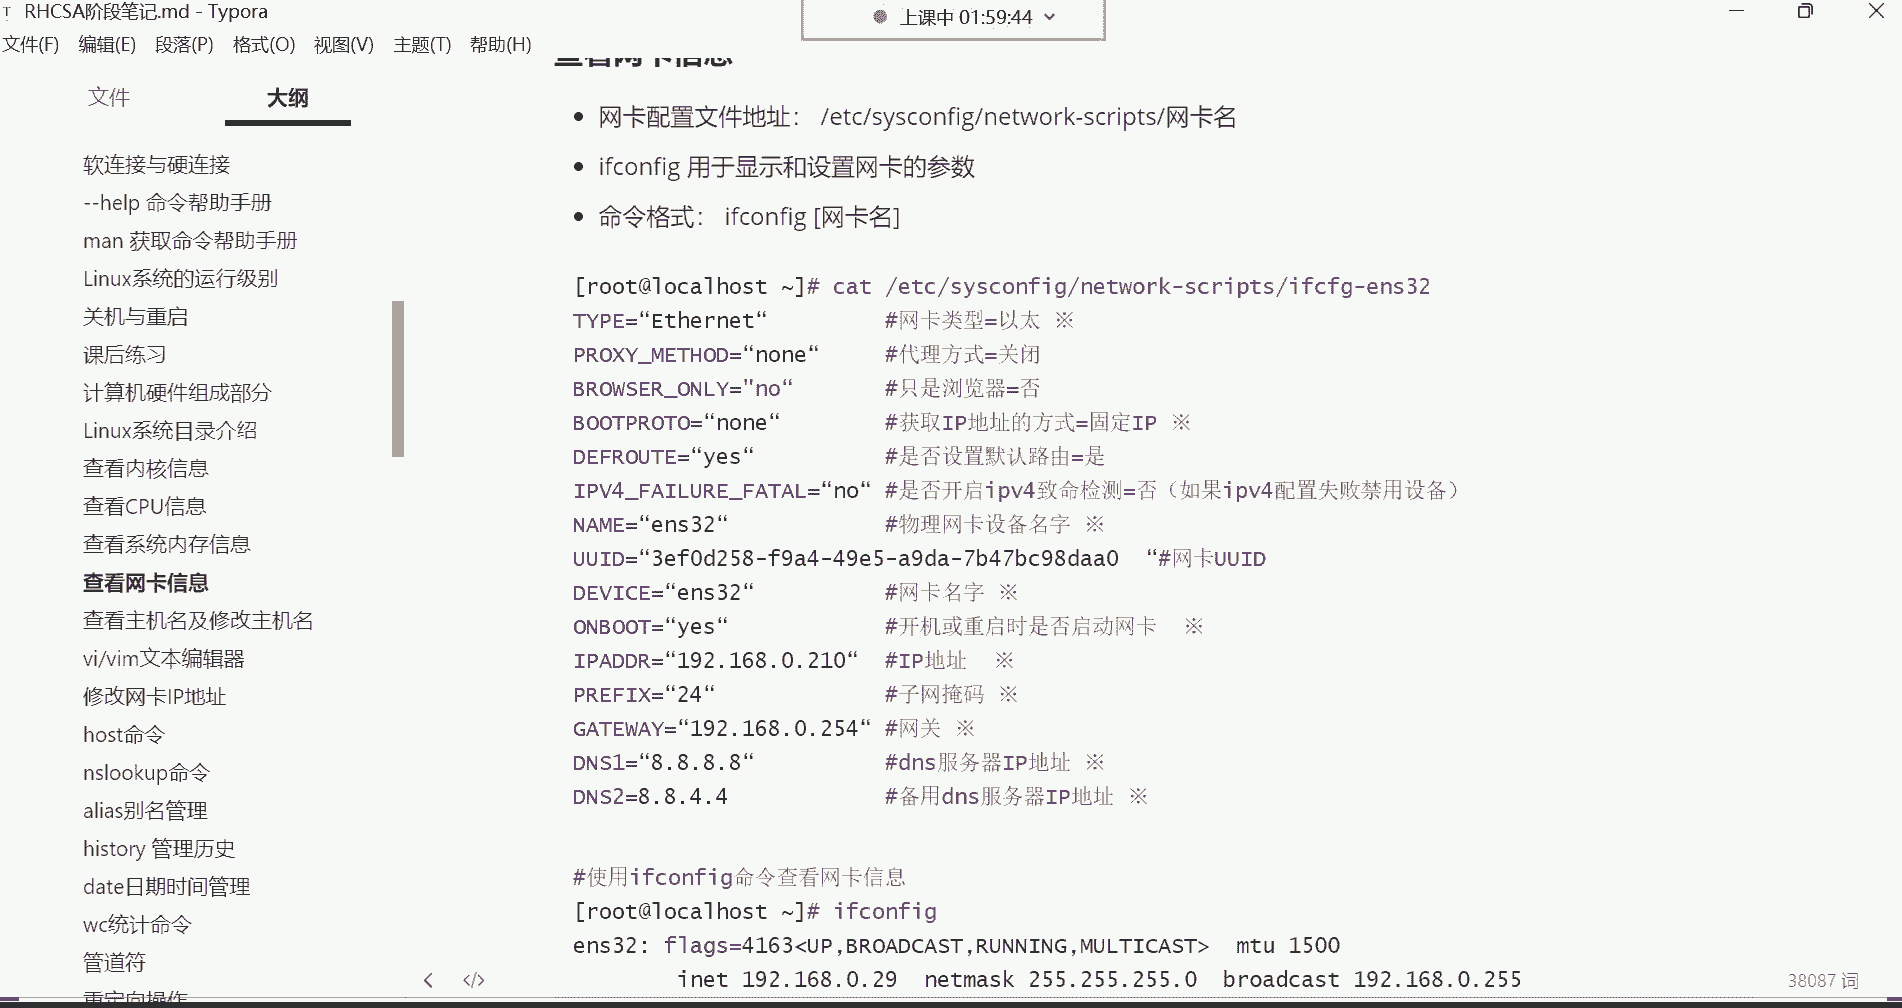 RHCSA阶段笔记.md - Typora
上课中 01:59:44
文件(F) 编辑(E) 段落(P) 格式(O) 视图(V) 主题(T) 帮助(H)
文件 大纲
软连接与硬连接
--help 命令帮助手册
man 获取命令帮助手册
Linux系统的运行级别
关机与重启
课后练习
计算机硬件组成部分
Linux系统目录介绍
查看内核信息
查看CPU信息
查看系统内存信息
查看网卡信息
查看主机名及修改主机名
vi/vim文本编辑器
修改网卡IP地址
host命令
nslookup命令
alias别名管理
history 管理历史
date日期时间管理
wc统计命令
管道符
重定向操作
查看网卡信息
网卡配置文件地址： /etc/sysconfig/network-scripts/网卡名
ifconfig 用于显示和设置网卡的参数
命令格式： ifconfig [网卡名]
[root@localhost ~]# cat /etc/sysconfig/network-scripts/ifcfg-ens32
TYPE=“Ethernet“ #网卡类型=以太 ※
PROXY_METHOD=“none“ #代理方式=关闭
BROWSER_ONLY="no“ #只是浏览器=否
BOOTPROTO=“none“ #获取IP地址的方式=固定IP ※
DEFROUTE=“yes“ #是否设置默认路由=是
IPV4_FAILURE_FATAL=“no“ #是否开启ipv4致命检测=否（如果ipv4配置失败禁用设备）
NAME=“ens32“ #物理网卡设备名字 ※
UUID=“3ef0d258-f9a4-49e5-a9da-7b47bc98daa0 “#网卡UUID
DEVICE=“ens32“ #网卡名字 ※
ONBOOT=“yes“ #开机或重启时是否启动网卡 ※
IPADDR=“192.168.0.210“ #IP地址 ※
PREFIX=“24“ #子网掩码 ※
GATEWAY=“192.168.0.254“ #网关 ※
DNS1=“8.8.8.8“ #dns服务器IP地址 ※
DNS2=8.8.4.4 #备用dns服务器IP地址 ※
#使用ifconfig命令查看网卡信息
[root@localhost ~]# ifconfig
ens32: flags=4163<UP,BROADCAST,RUNNING,MULTICAST> mtu 1500
inet 192.168.0.29 netmask 255.255.255.0 broadcast 192.168.0.255
38087 词